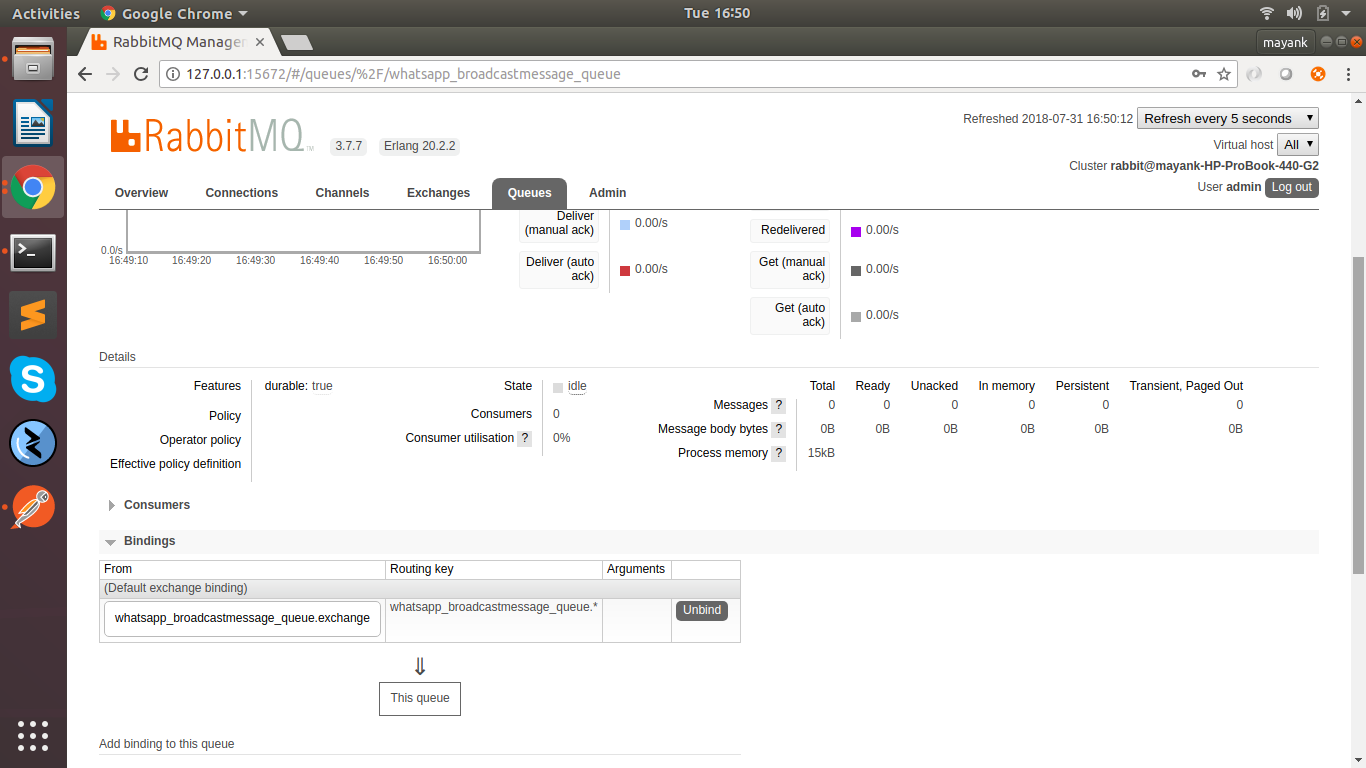 Activities Google Chrome Tue 16:50
RabbitMQ Manager × mayank
127.0.0.1:15672/#/queues/%2F/whatsapp_broadcastmessage_queue
RabbitMQ TM 3.7.7 Erlang 20.2.2
Refreshed 2018-07-31 16:50:12 Refresh every 5 seconds
Virtual host All
Cluster rabbit@mayank-HP-ProBook-440-G2
User admin Log out
Overview Connections Channels Exchanges Queues Admin
Deliver (manual ack) 0.00/s
Redelivered 0.00/s
0.0/s
16:49:10 16:49:20 16:49:30 16:49:40 16:49:50 16:50:00
Deliver (auto ack) 0.00/s
Get (manual ack) 0.00/s
Get (auto ack) 0.00/s
Details
Features durable: true
Policy
Operator policy
Effective policy definition
State idle
Consumers 0
Consumer utilisation ? 0%
Total Ready Unacked In memory Persistent Transient, Paged Out
Messages ? 0 0 0 0 0 0
Message body bytes ? 0B 0B 0B 0B 0B 0B
Process memory ? 15kB
Consumers
Bindings
From Routing key Arguments
(Default exchange binding)
whatsapp_broadcastmessage_queue.exchange whatsapp_broadcastmessage_queue.* Unbind
⇓
This queue
Add binding to this queue